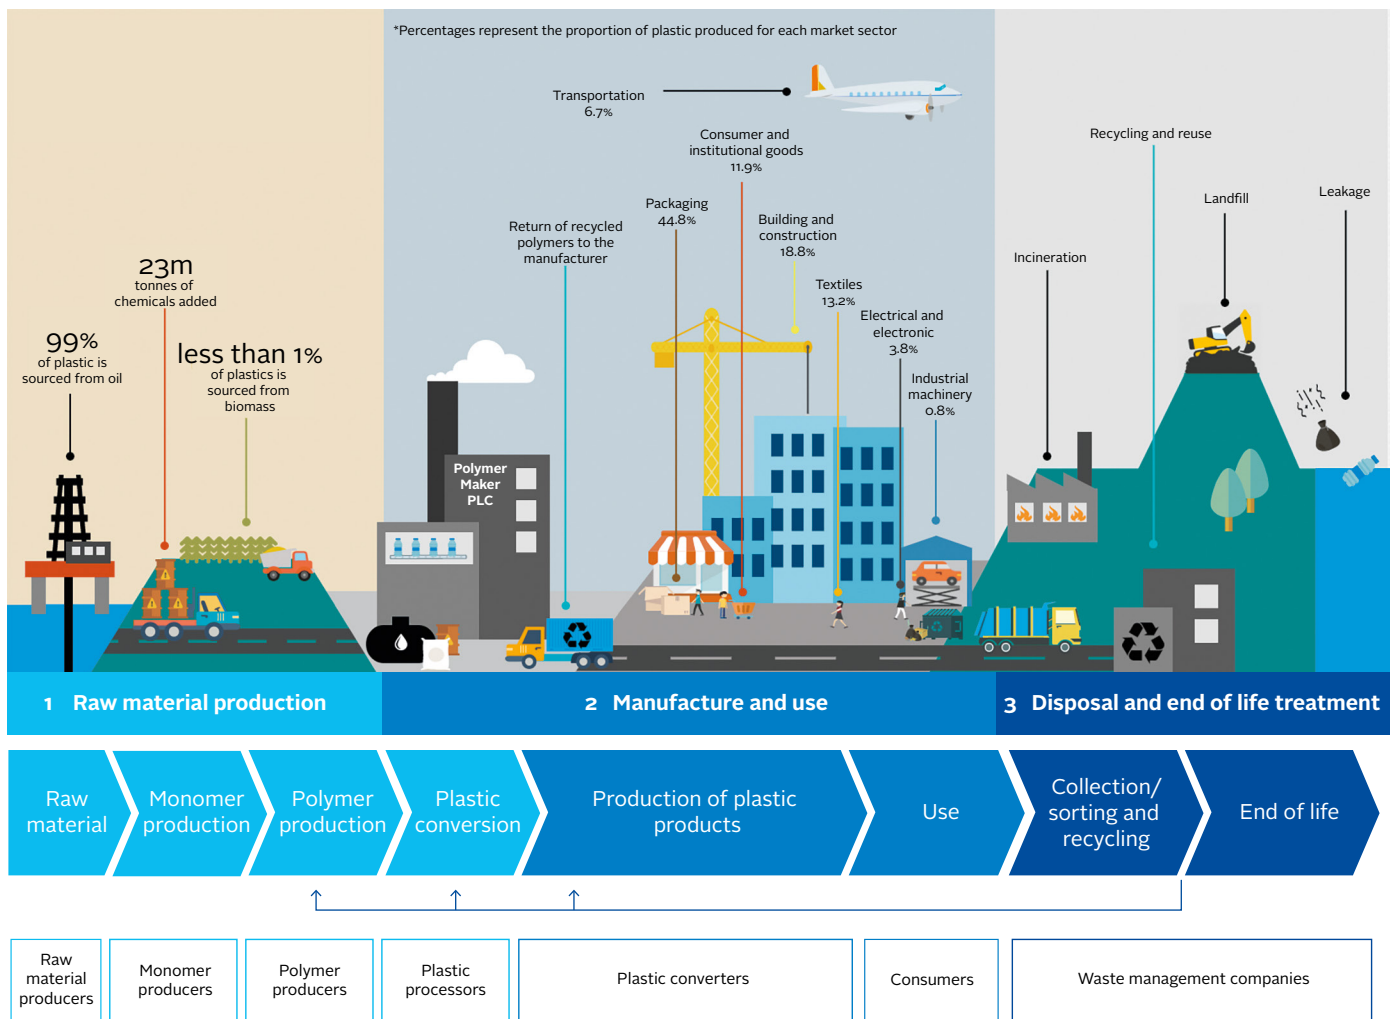 *Percentages represent the proportion of plastic produced for each market sector
Transportation
6.7%
Consumer and
institutional goods
11.9%
Recycling and reuse
Leakage
Landfill
Packaging
44.8%
Building and
construction
18.8%
Return of recycled
polymers to the
manufacturer
Incineration
23m
tonnes of
chemicals added
Textiles
13.2%
Electrical and
electronic
3.8%
99%
of plastic is
sourced from oil
less than 1%
of plastics is
sourced from
biomass
Industrial
machinery
0.8%
Polymer
Maker
PLC
1 Raw material production
2 Manufacture and use
3 Disposal and end of life treatment
Raw
material
Monomer
production
Polymer
production
Plastic
conversion
Production of plastic
products
Use
Collection/
sorting and
recycling
End of life
Raw
material
producers
Monomer
producers
Polymer
producers
Plastic
processors
Plastic converters
Consumers
Waste management companies